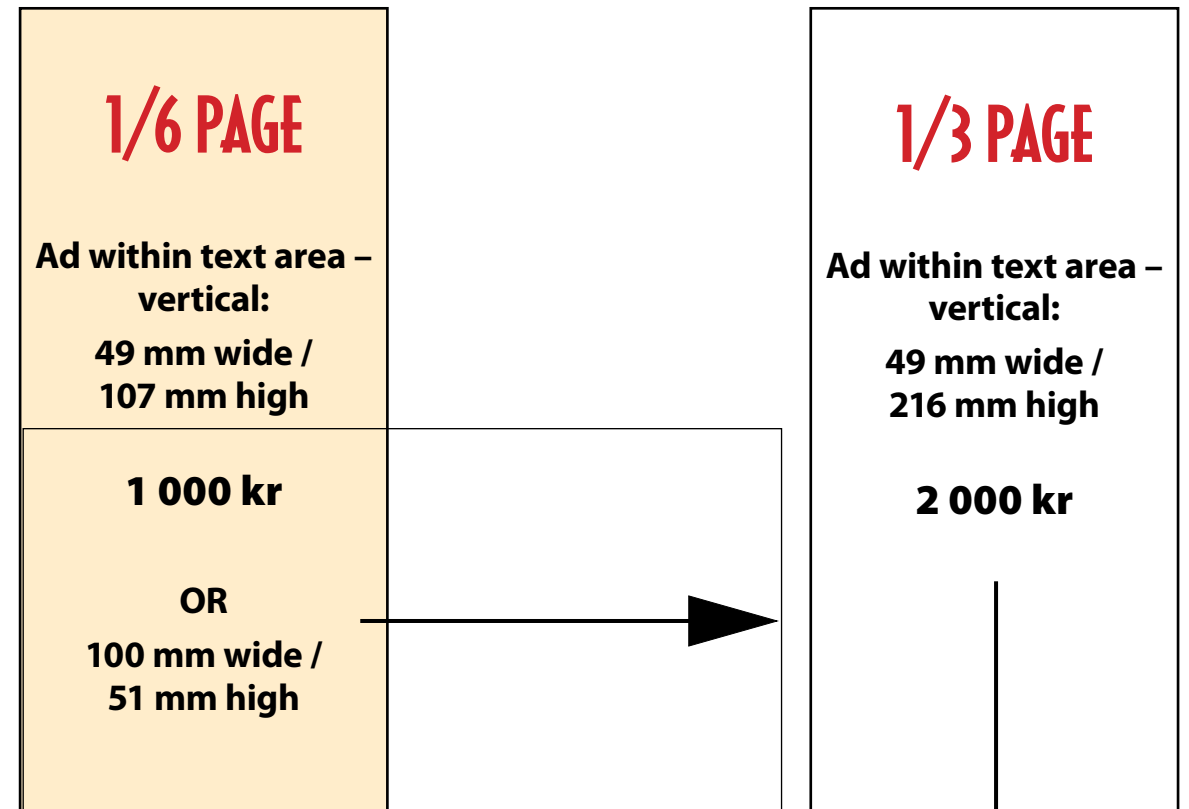 1/6 PAGE
Ad within text area –
vertical:
49 mm wide /
107 mm high
1 000 kr
OR
100 mm wide /
51 mm high
1/3 PAGE
Ad within text area –
vertical:
49 mm wide /
216 mm high
2 000 kr